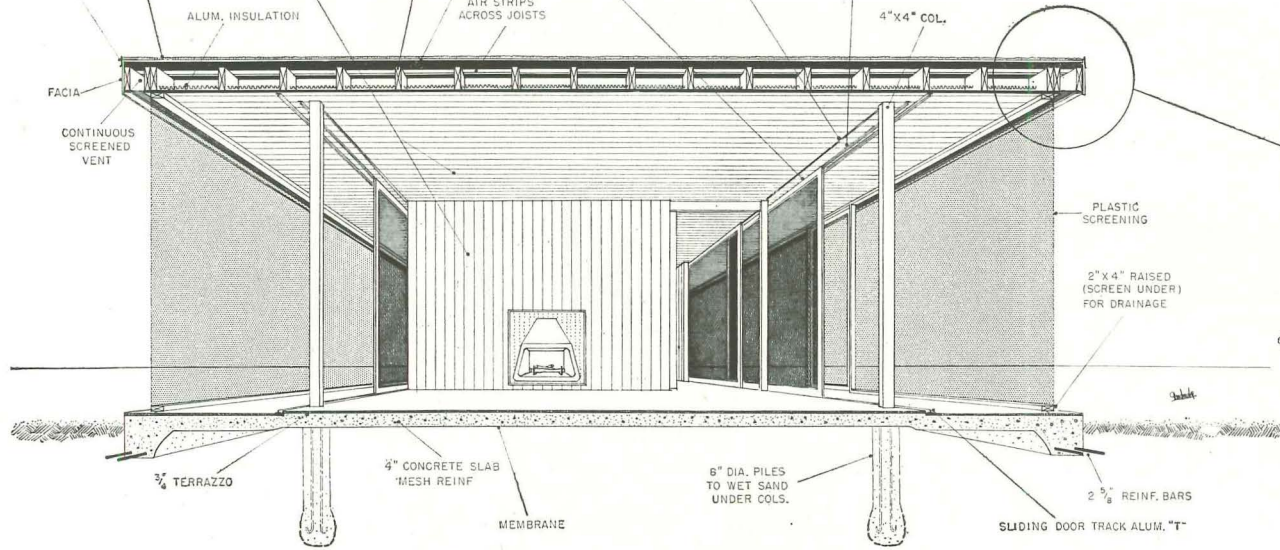 ALUM. INSULATION
AIR STRIPS
ACROSS JOISTS
4"X4" COL.
FACIA
CONTINUOUS
SCREENED
VENT
PLASTIC
SCREENING
2"X4" RAISED
(SCREEN UNDER)
FOR DRAINAGE
3/4" TERRAZZO
4" CONCRETE SLAB
MESH REINF
MEMBRANE
6" DIA. PILES
TO WET SAND
UNDER COLS.
2 5/8" REINF. BARS
SLIDING DOOR TRACK ALUM. "T"